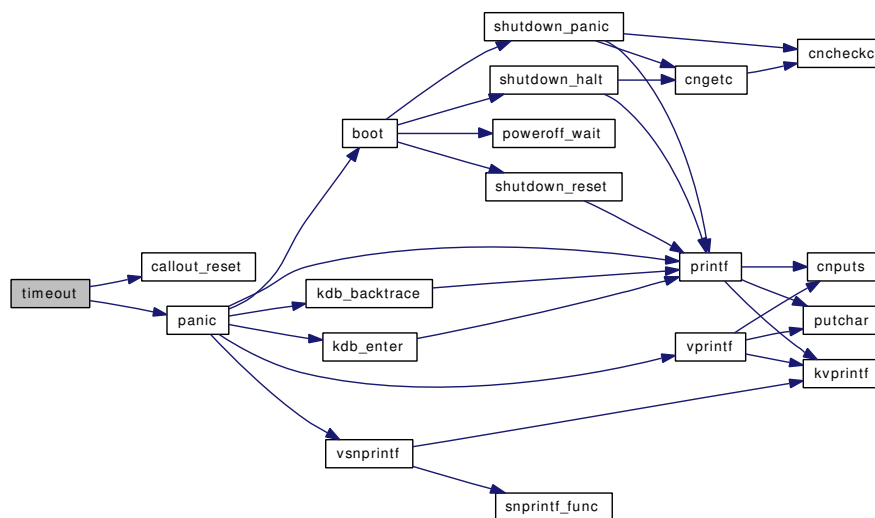 shutdown_panic
cncheckc
shutdown_halt
cngetc
boot
poweroff_wait
shutdown_reset
callout_reset
printf
cnputs
timeout
kdb_backtrace
panic
putchar
kdb_enter
vprintf
kvprintf
vsnprintf
snprintf_func